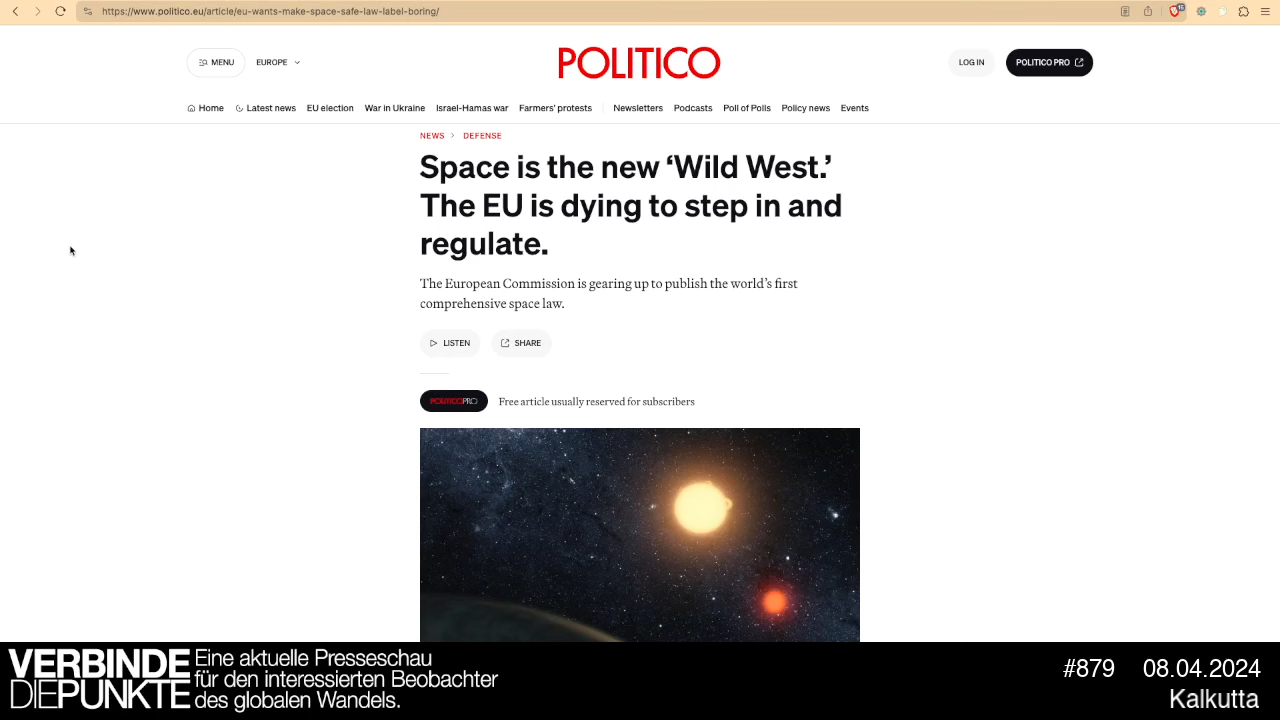 https://www.politico.eu/article/eu-wants-make-space-safe-law-label-boring/
MENU
EUROPE
POLITICO
LOG IN
POLITICO PRO
Home
Latest news
EU election
War in Ukraine
Israel-Hamas war
Farmers' protests
Newsletters
Podcasts
Poll of Polls
Policy news
Events
NEWS
DEFENSE
Space is the new ‘Wild West.’
The EU is dying to step in and
regulate.
The European Commission is gearing up to publish the world’s first
comprehensive space law.
LISTEN
SHARE
POLITICOPRO
Free article usually reserved for subscribers
VERBINDE
DIEPUNKTE
Eine aktuelle Presseschau
für den interessierten Beobachter
des globalen Wandels.
#879
08.04.2024
Kalkutta